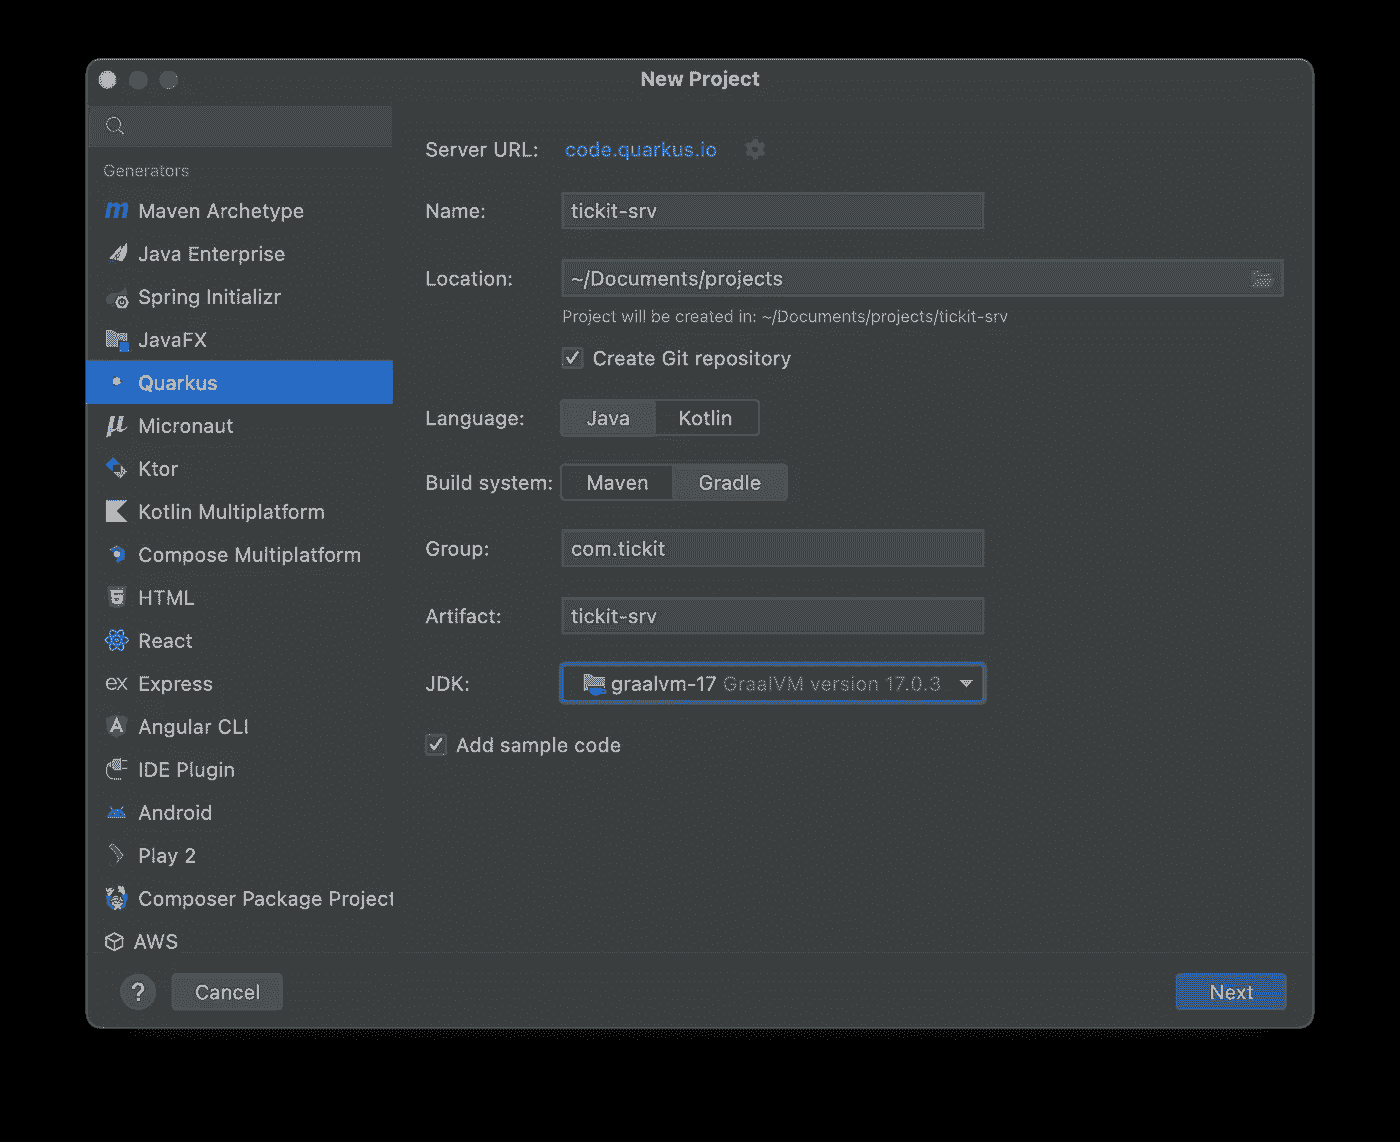 New Project
Generators
m Maven Archetype
Java Enterprise
Spring Initializr
JavaFX
Quarkus
μ Micronaut
Ktor
Kotlin Multiplatform
Compose Multiplatform
HTML
React
ex Express
Angular CLI
IDE Plugin
Android
Play 2
Composer Package Project
AWS
Server URL: code.quarkus.io
Name: tickit-srv
Location: ~/Documents/projects
Project will be created in: ~/Documents/projects/tickit-srv
Create Git repository
Language: Java Kotlin
Build system: Maven Gradle
Group: com.tickit
Artifact: tickit-srv
JDK: graalvm-17 GraalVM version 17.0.3
Add sample code
? Cancel Next